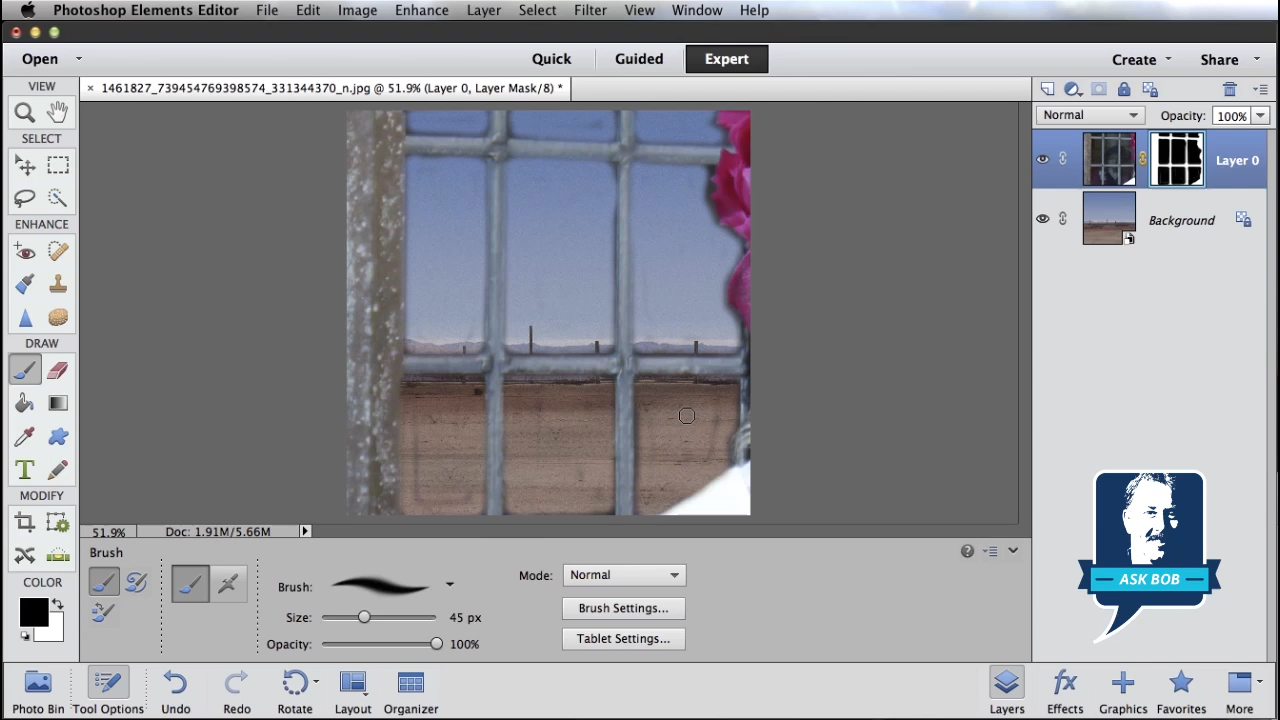 Photoshop Elements Editor File Edit Image Enhance Layer Select Filter View Window Help
Open Quick Guided Expert Create Share
VIEW
× 1461827_739454769398574_331344370_n.jpg @ 51.9% (Layer 0, Layer Mask/8) *
Normal Opacity: 100%
SELECT
Layer 0
Background
ENHANCE
DRAW
T
MODIFY
51.9% Doc: 1.91M/5.66M
Brush
?
COLOR
Brush:
Size: 45 px
Opacity: 100%
Mode: Normal
Brush Settings...
Tablet Settings...
ASK BOB
fx
Photo Bin Tool Options Undo Redo Rotate Layout Organizer Layers Effects Graphics Favorites More